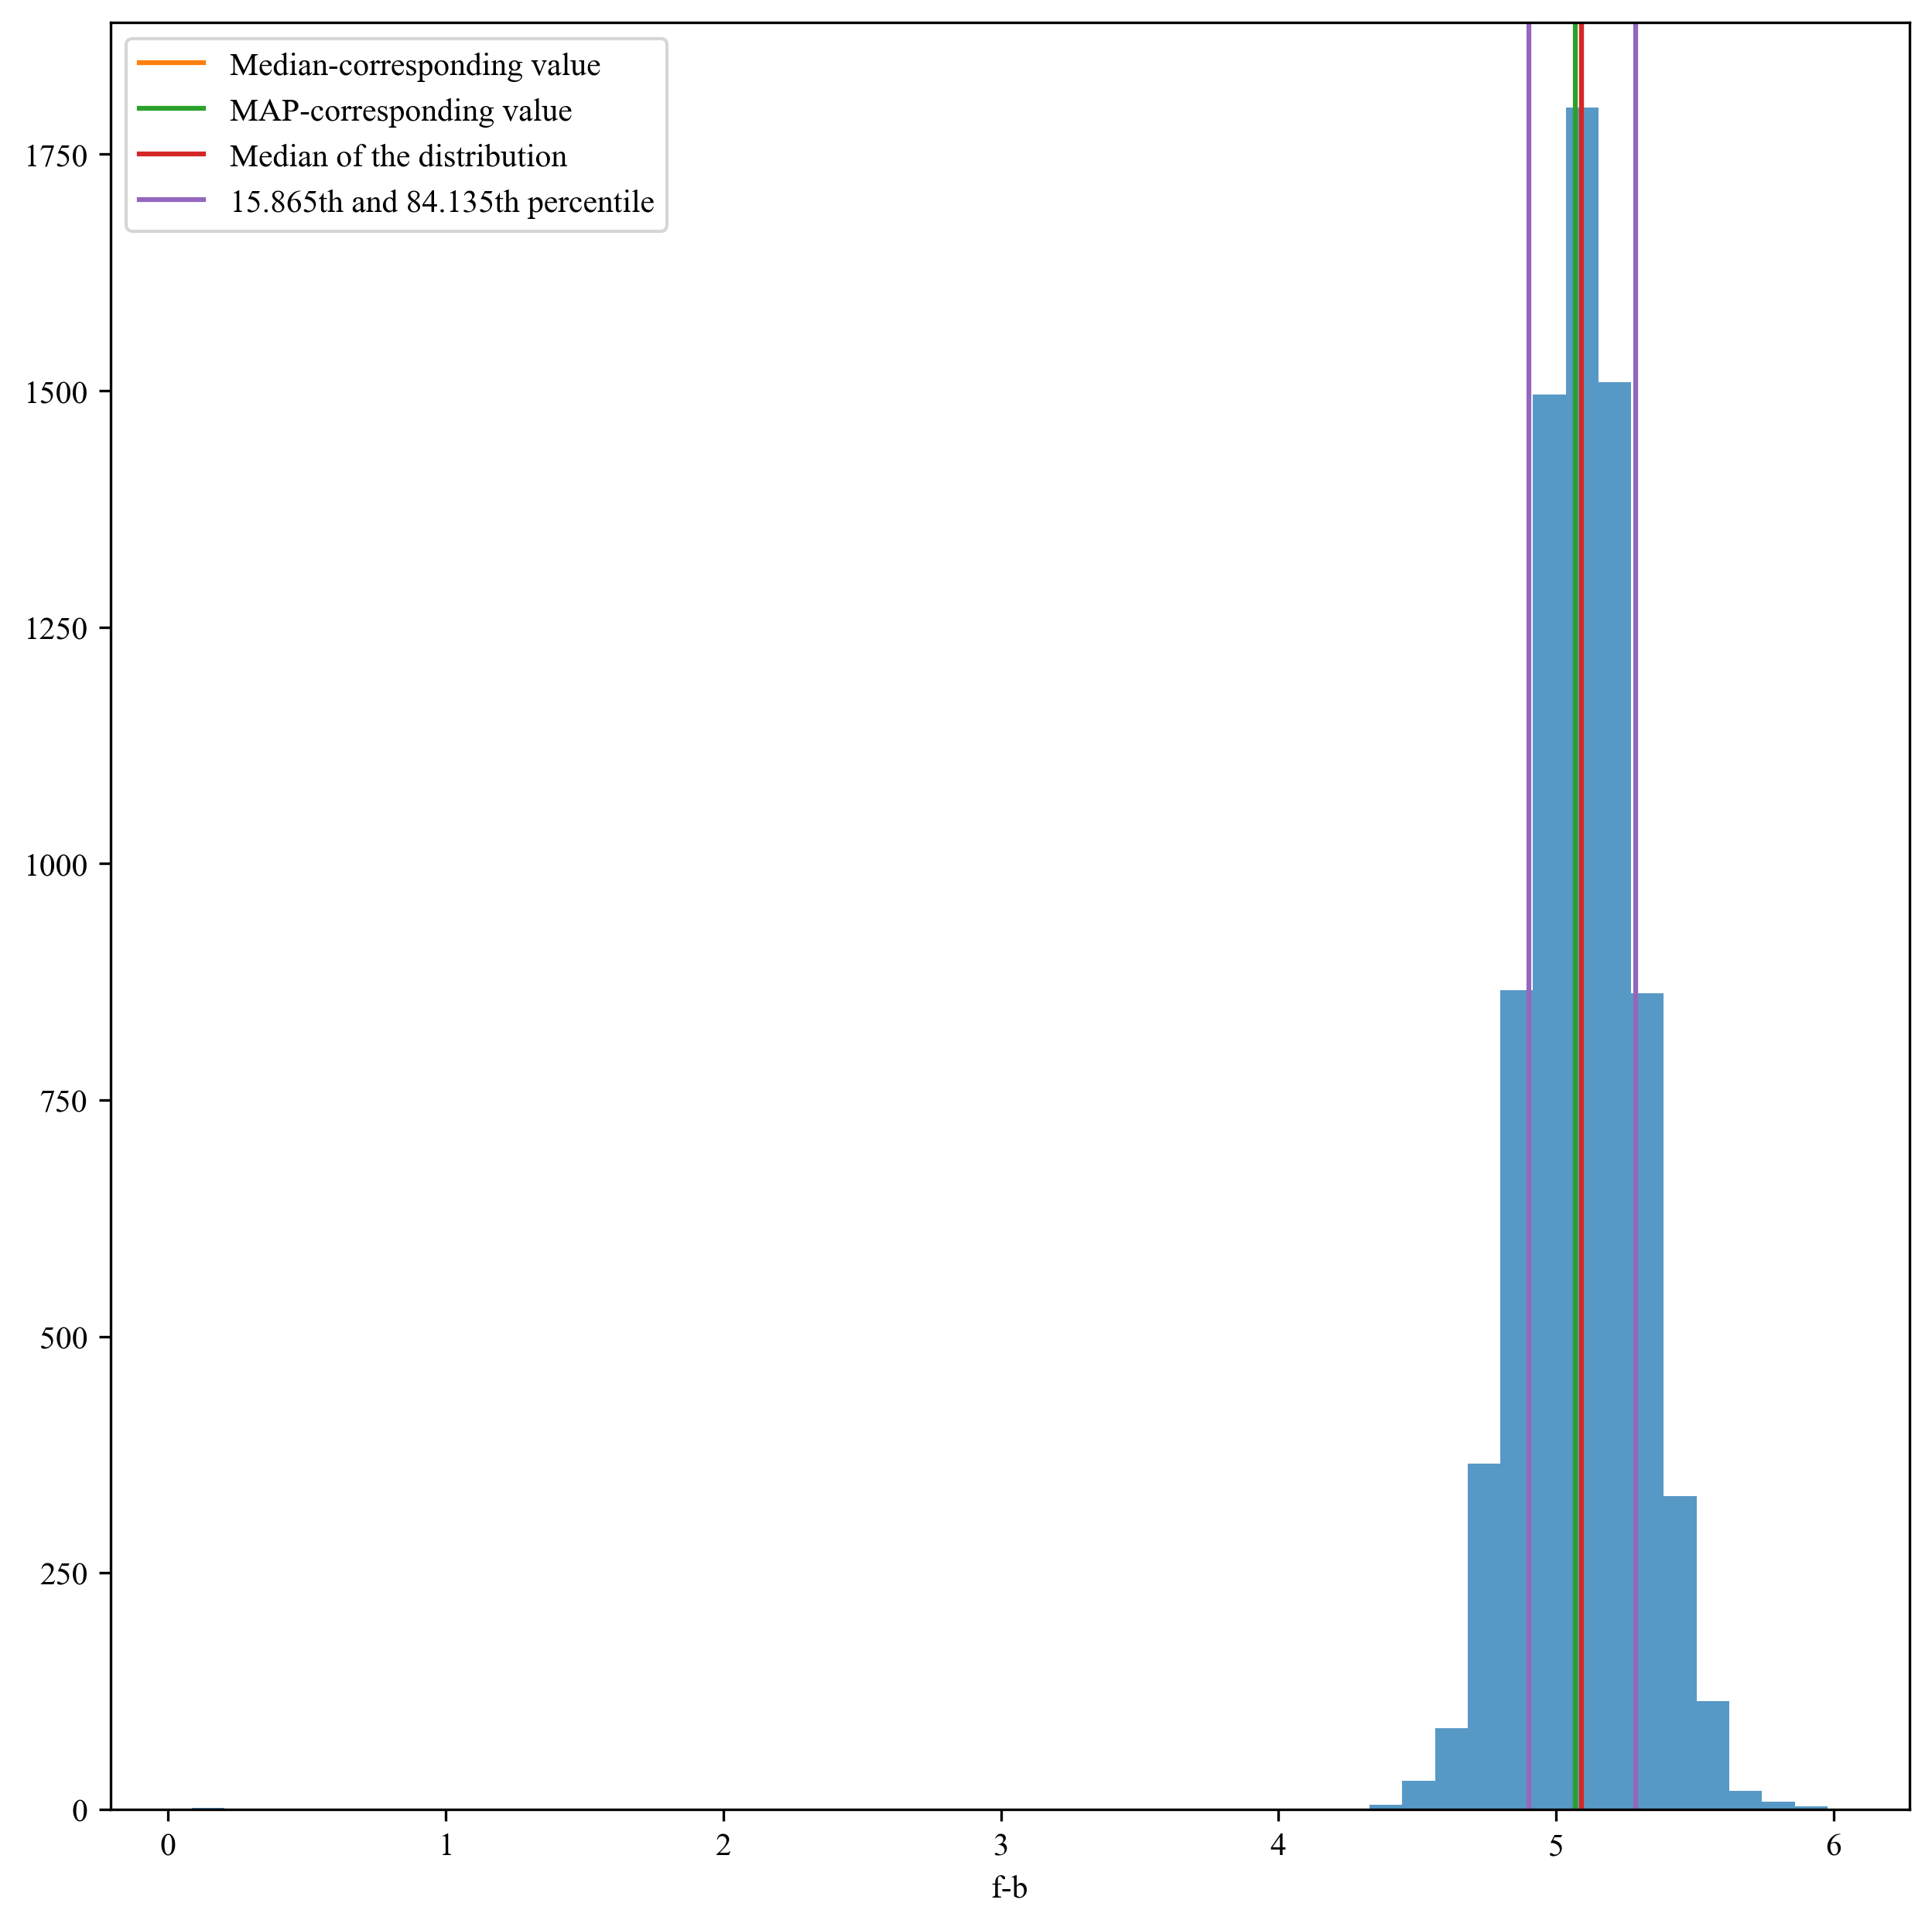 Median-corresponding value
MAP-corresponding value
Median of the distribution
15.865th and 84.135th percentile
1750
1500
1250
1000
750
500
250
0
0 1 2 3 4 5 6
f-b